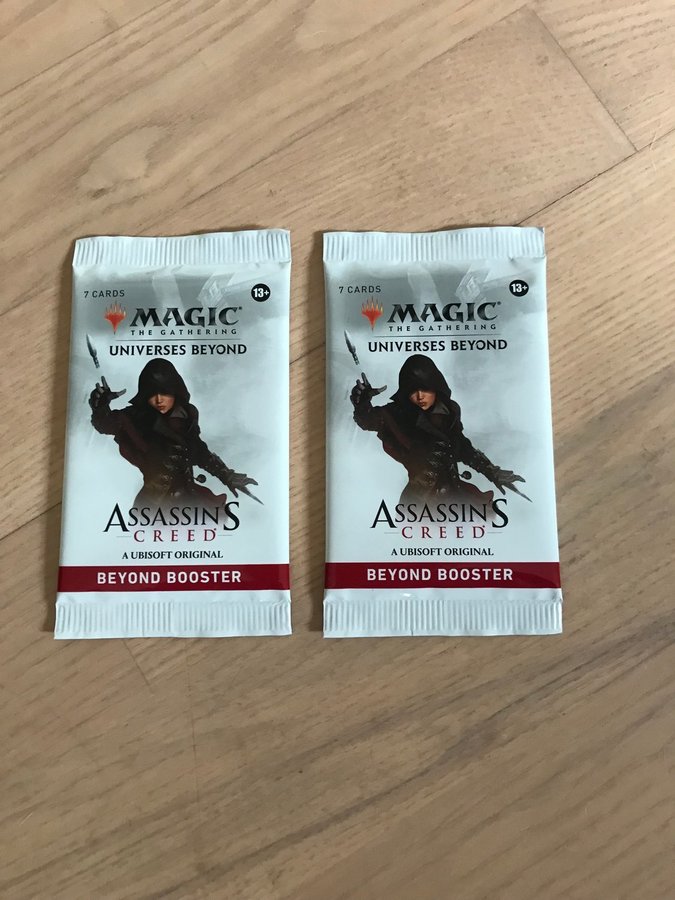 7 CARDS
13+
MAGIC®
THE GATHERING
UNIVERSES BEYOND
ASSASSIN'S
CREED®
A UBISOFT ORIGINAL
BEYOND BOOSTER
7 CARDS
13+
MAGIC®
THE GATHERING
UNIVERSES BEYOND
ASSASSIN'S
CREED®
A UBISOFT ORIGINAL
BEYOND BOOSTER